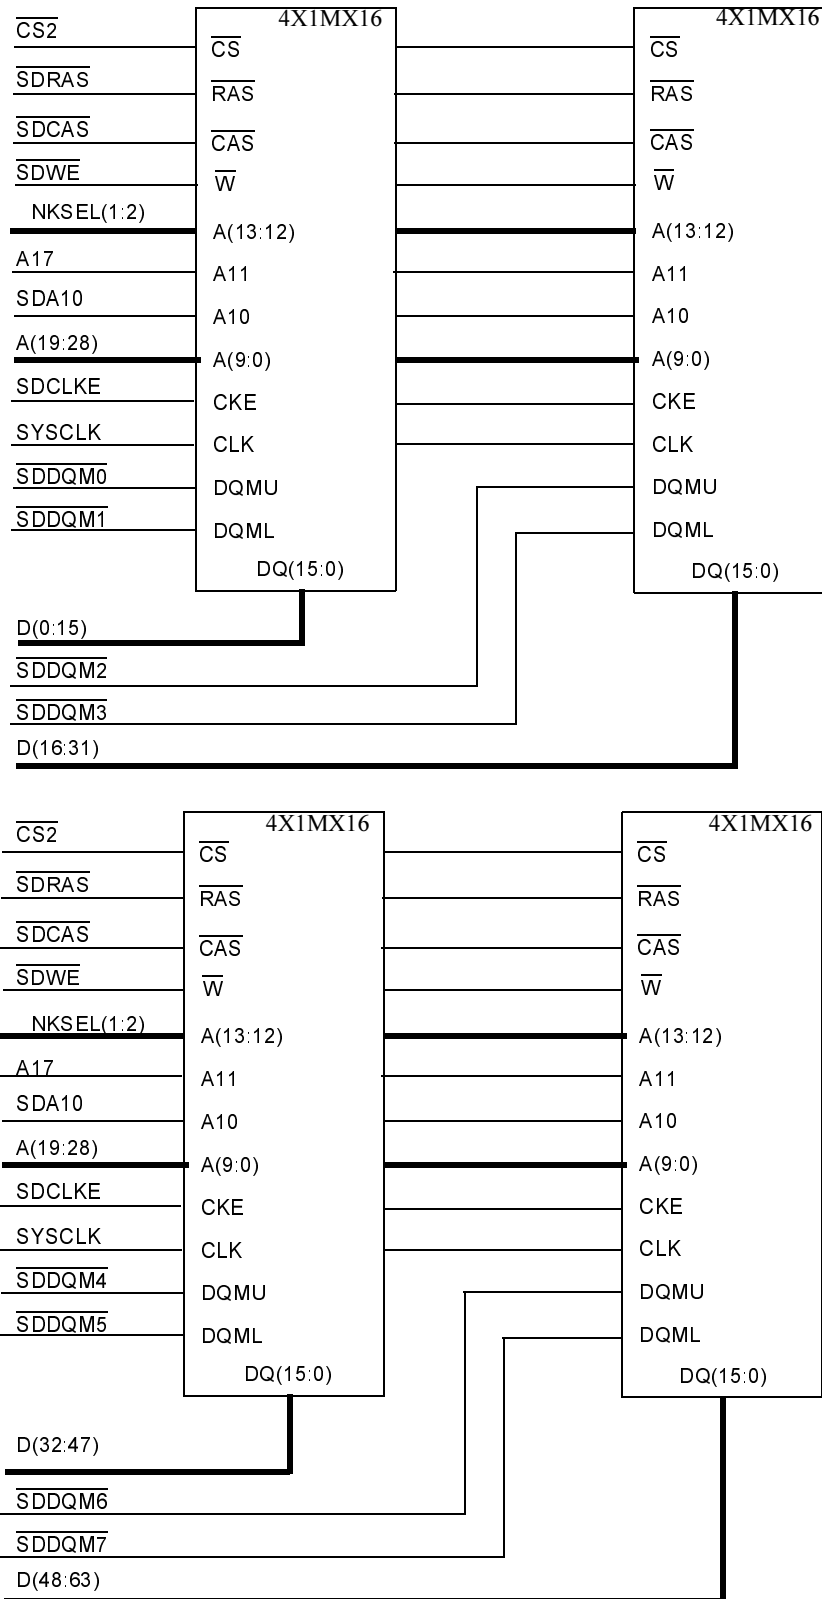 4X1MX16 4X1MX16
CS2 CS CS
SDRAS RAS RAS
SDCAS CAS CAS
SDWE W W
NKSEL(1:2) A(13:12) A(13:12)
A17 A11 A11
SDA10 A10 A10
A(19:28) A(9:0) A(9:0)
SDCLKE CKE CKE
SYSCLK CLK CLK
SDDQM0 DQMU DQMU
SDDQM1 DQML DQML
DQ(15:0) DQ(15:0)
D(0:15)
SDDQM2
SDDQM3
D(16:31)
4X1MX16 4X1MX16
CS2 CS CS
SDRAS RAS RAS
SDCAS CAS CAS
SDWE W W
NKSEL(1:2) A(13:12) A(13:12)
A17 A11 A11
SDA10 A10 A10
A(19:28) A(9:0) A(9:0)
SDCLKE CKE CKE
SYSCLK CLK CLK
SDDQM4 DQMU DQMU
SDDQM5 DQML DQML
DQ(15:0) DQ(15:0)
D(32:47)
SDDQM6
SDDQM7
D(48:63)